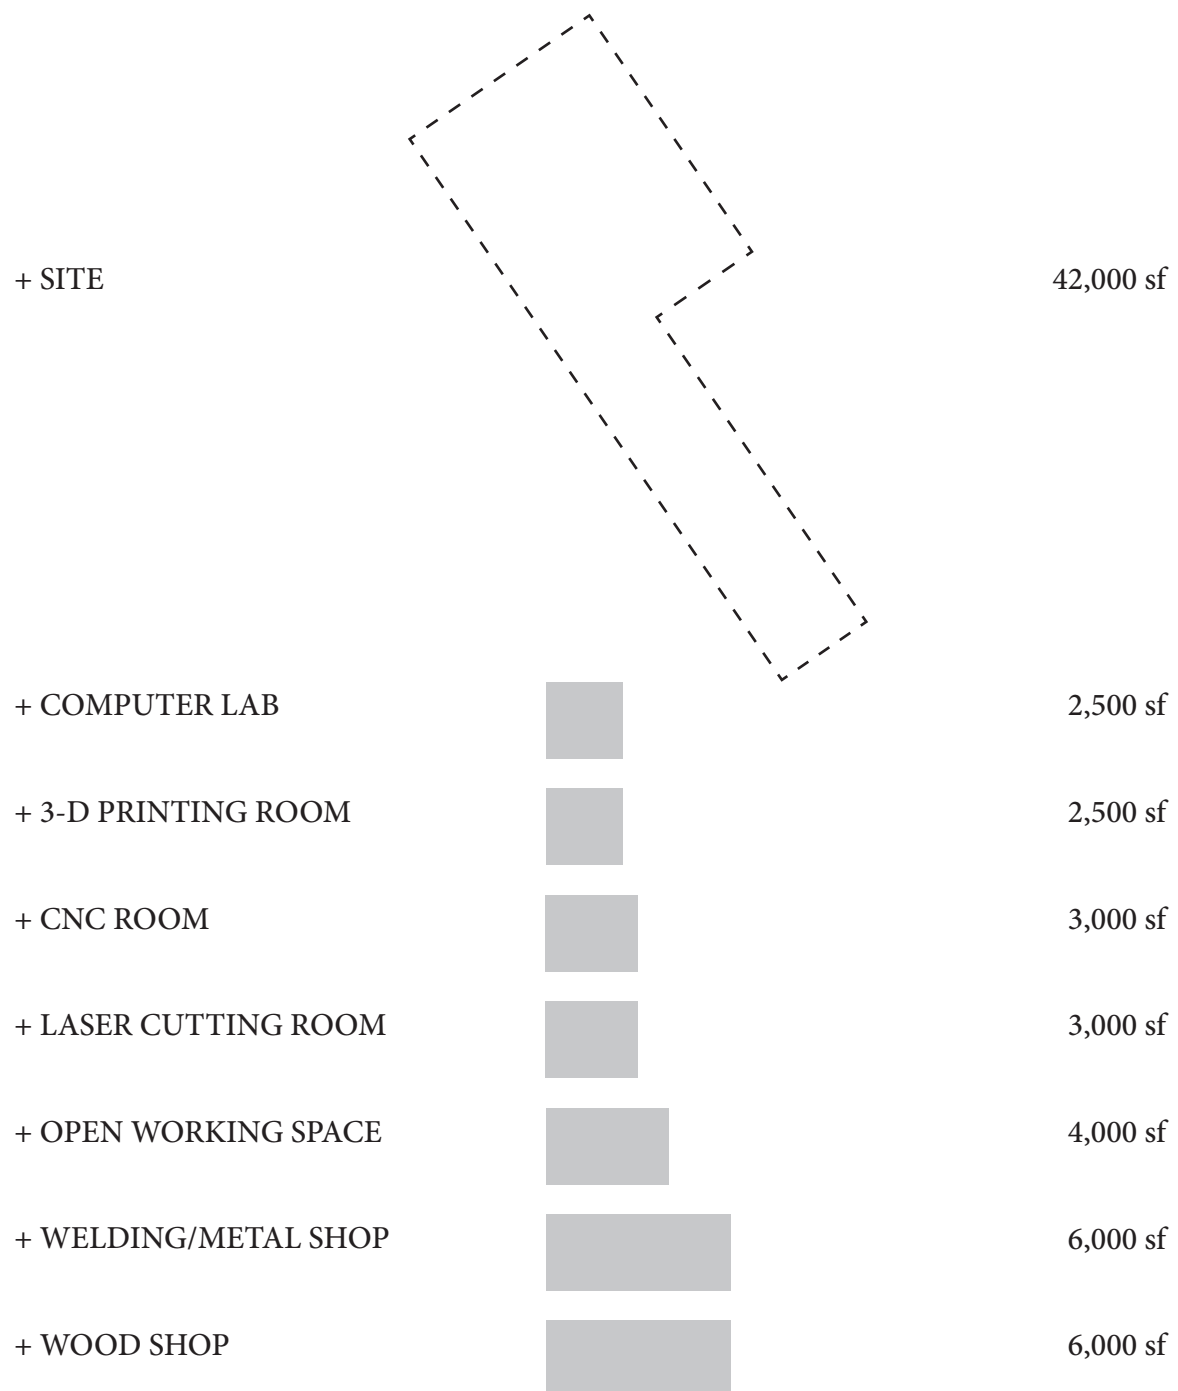 + SITE 42,000 sf
+ COMPUTER LAB 2,500 sf
+ 3-D PRINTING ROOM 2,500 sf
+ CNC ROOM 3,000 sf
+ LASER CUTTING ROOM 3,000 sf
+ OPEN WORKING SPACE 4,000 sf
+ WELDING/METAL SHOP 6,000 sf
+ WOOD SHOP 6,000 sf